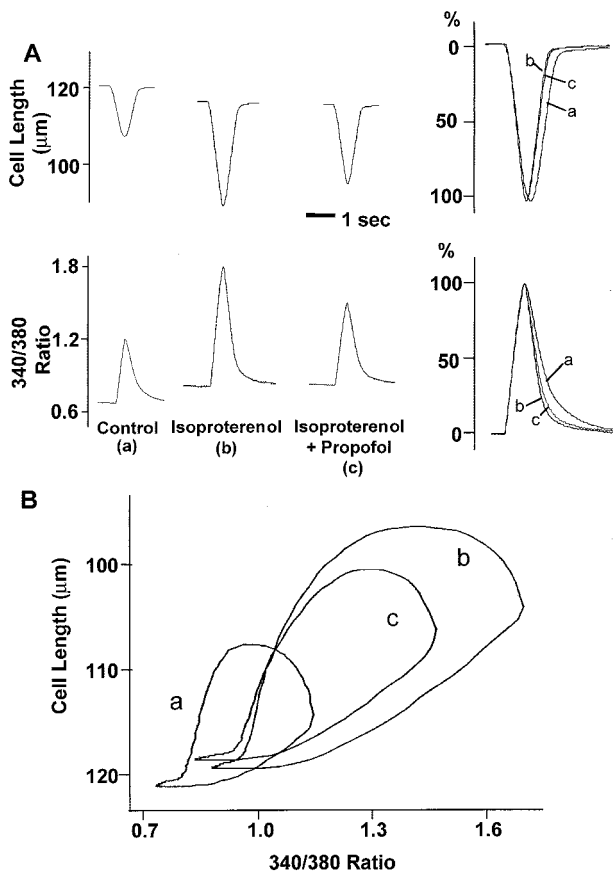 A
Cell Length
(μm)
120
100
1 sec
%
0
50
100
b
c
a
340/380
Ratio
1.8
1.2
0.6
Control
(a)
Isoproterenol
(b)
Isoproterenol
+ Propofol
(c)
%
100
50
0
a
b
c
B
Cell Length (μm)
100
110
120
a
b
c
0.7
1.0
1.3
1.6
340/380 Ratio